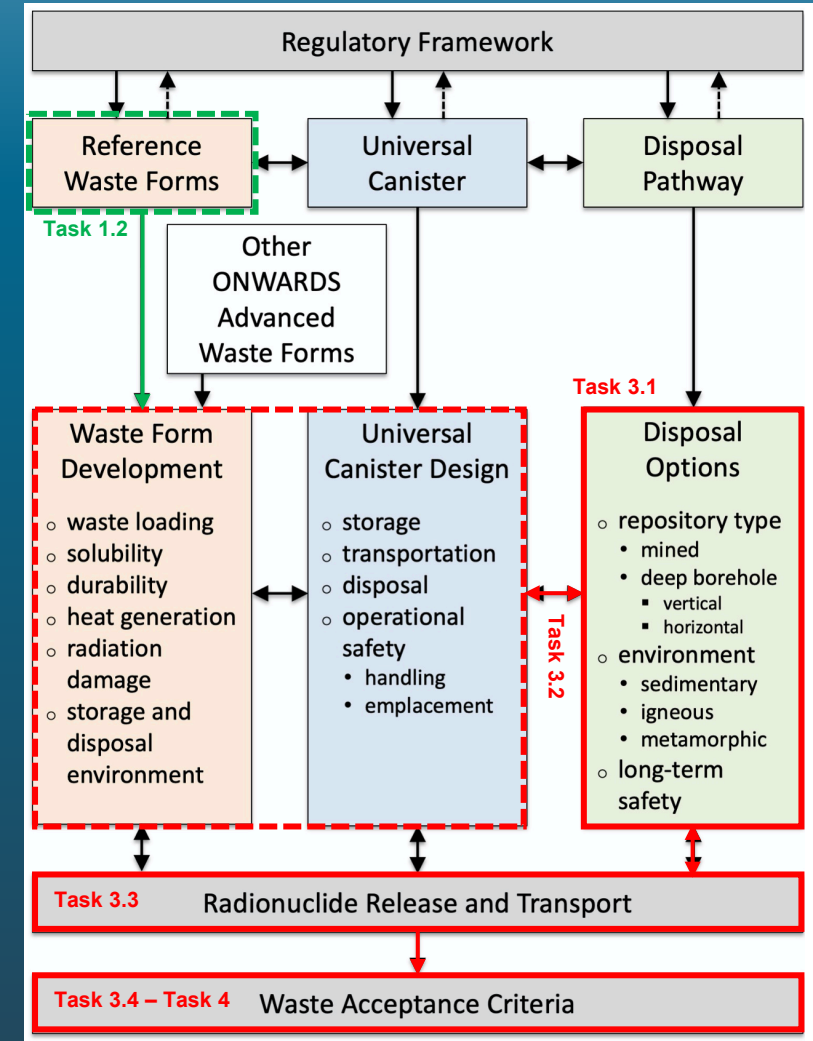 Regulatory Framework
Reference
Waste Forms
Universal
Canister
Disposal
Pathway
Task 1.2
Other
ONWARDS
Advanced
Waste Forms
Task 3.1
Waste Form
Development
○ waste loading
○ solubility
○ durability
○ heat generation
○ radiation
damage
○ storage and
disposal
environment
Universal
Canister Design
○ storage
○ transportation
○ disposal
○ operational
safety
• handling
• emplacement
Task 3.2
Disposal
Options
○ repository type
• mined
• deep borehole
▪ vertical
▪ horizontal
○ environment
• sedimentary
• igneous
• metamorphic
○ long-term
safety
Task 3.3 Radionuclide Release and Transport
Task 3.4 – Task 4 Waste Acceptance Criteria